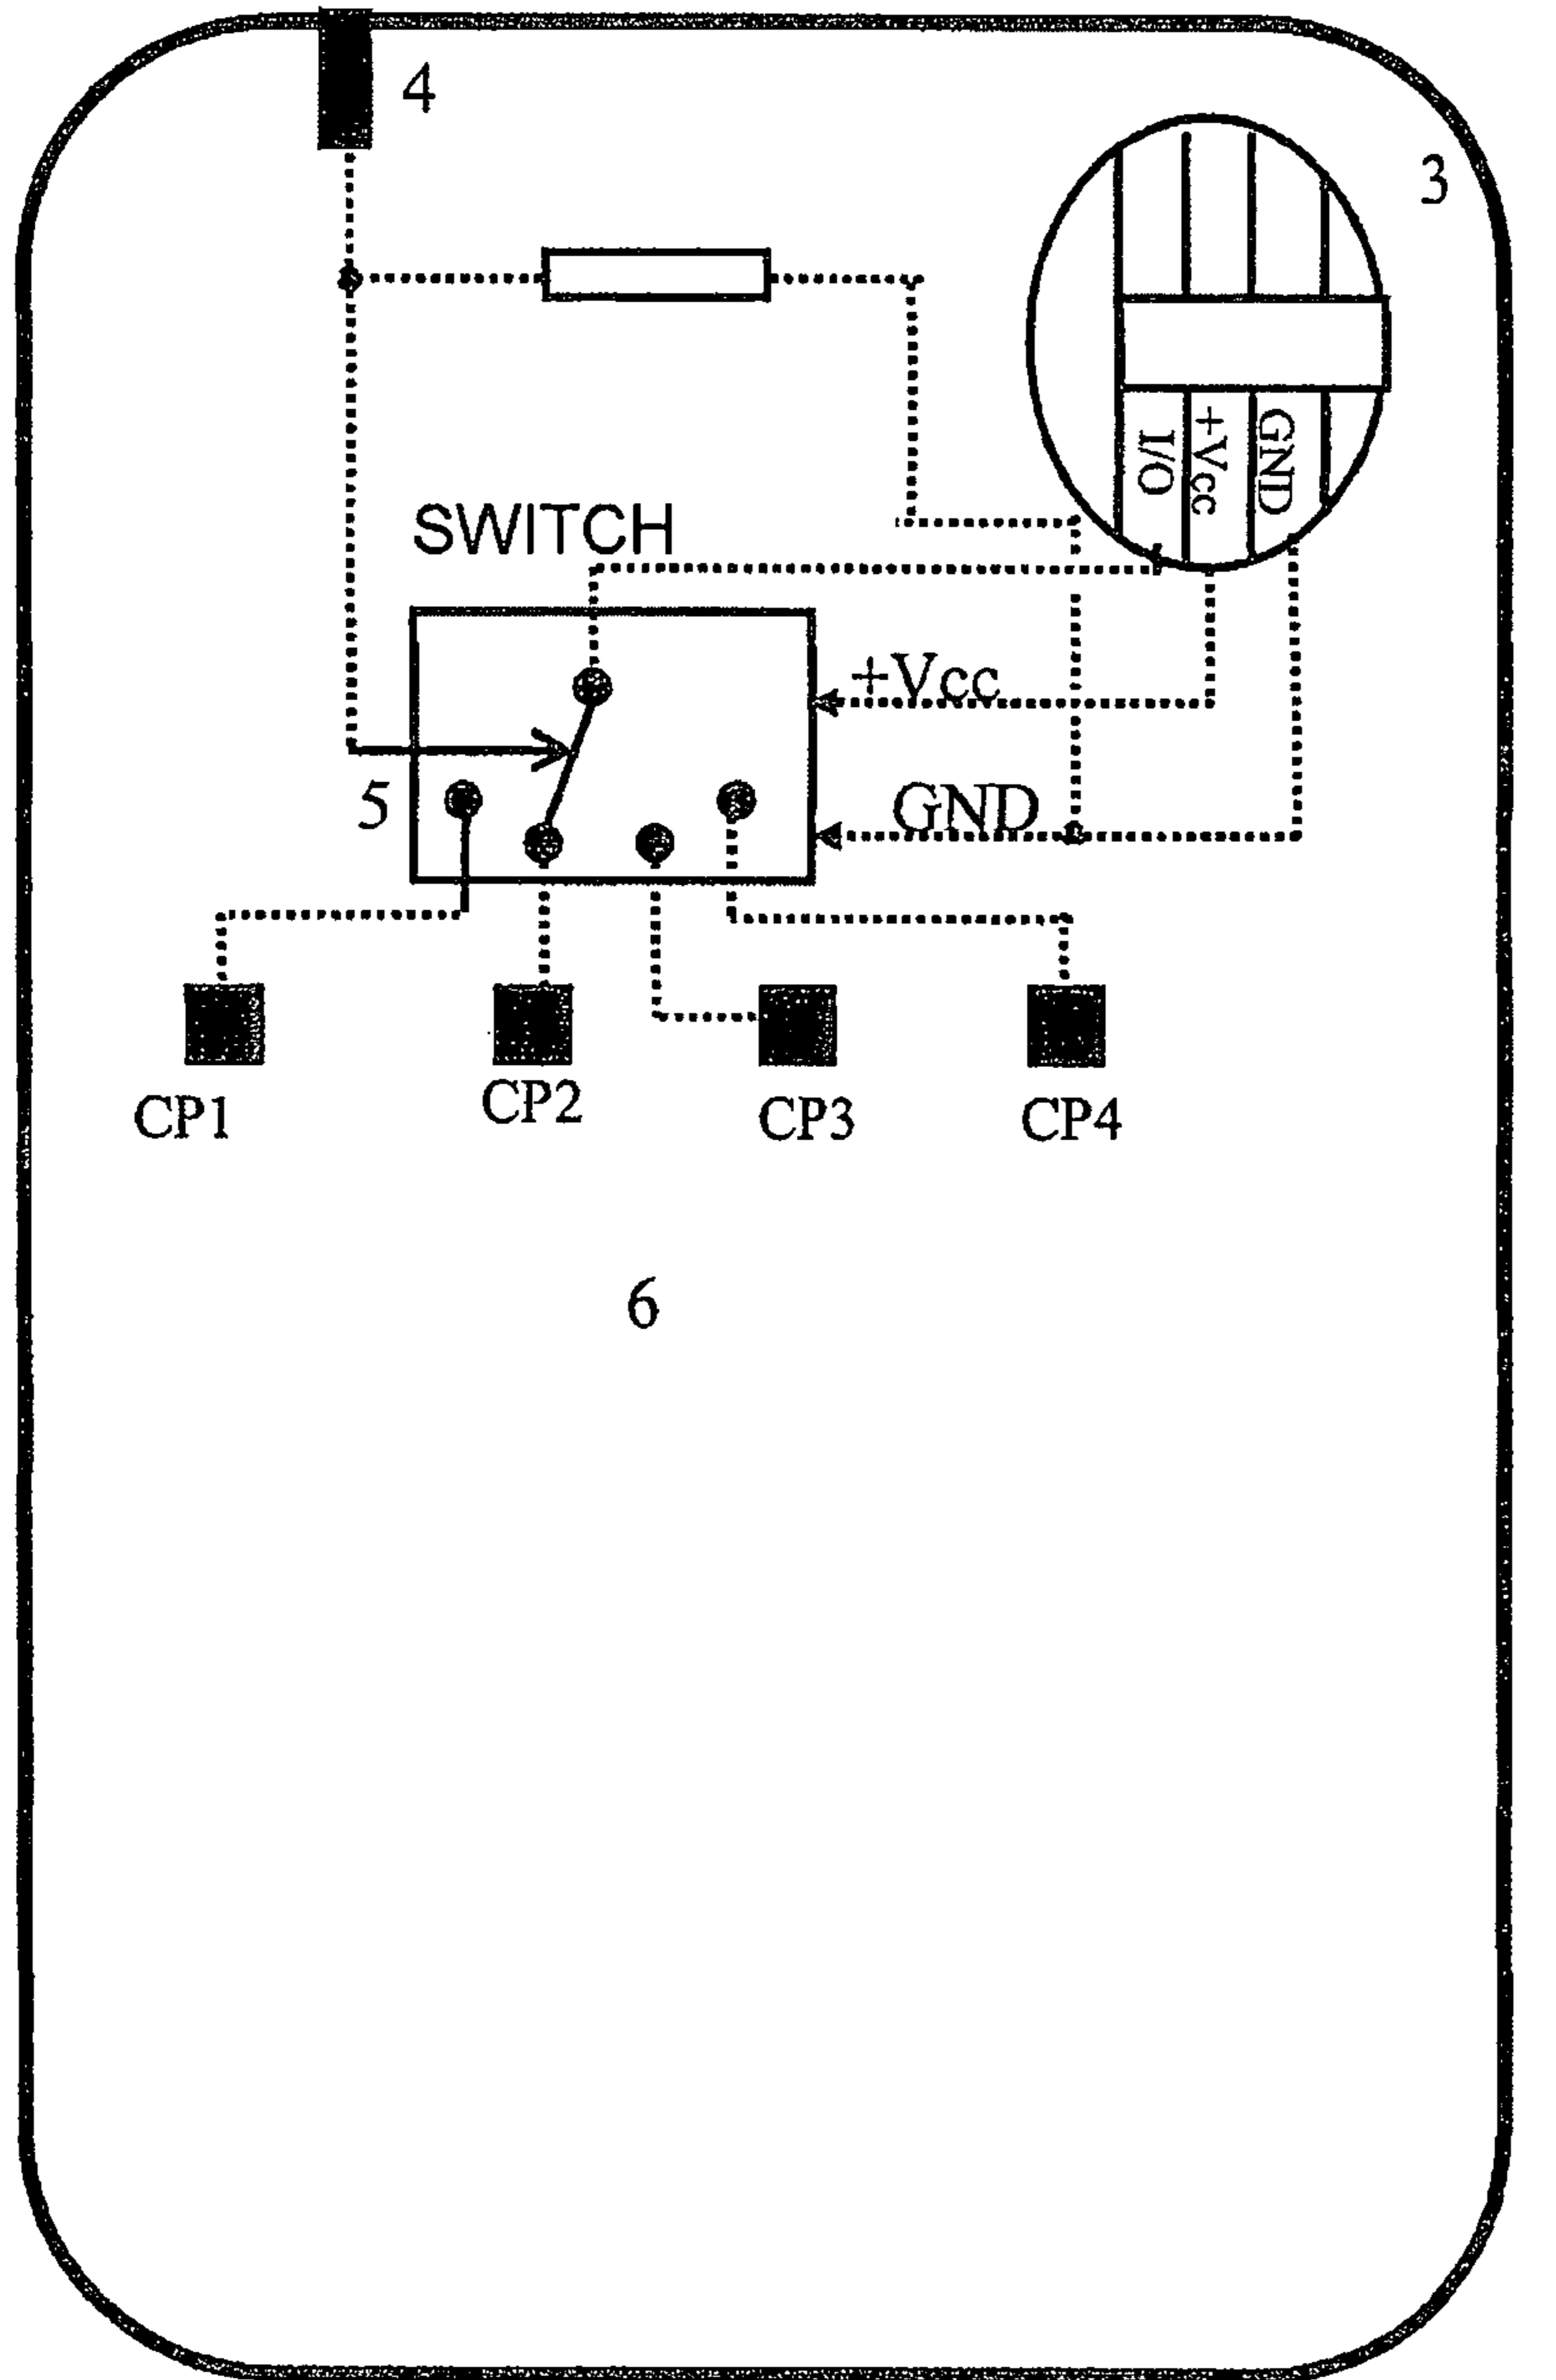 4
3
I/O
+Vcc
GND
SWITCH
+Vcc
5
GND
CP1
CP2
CP3
CP4
6